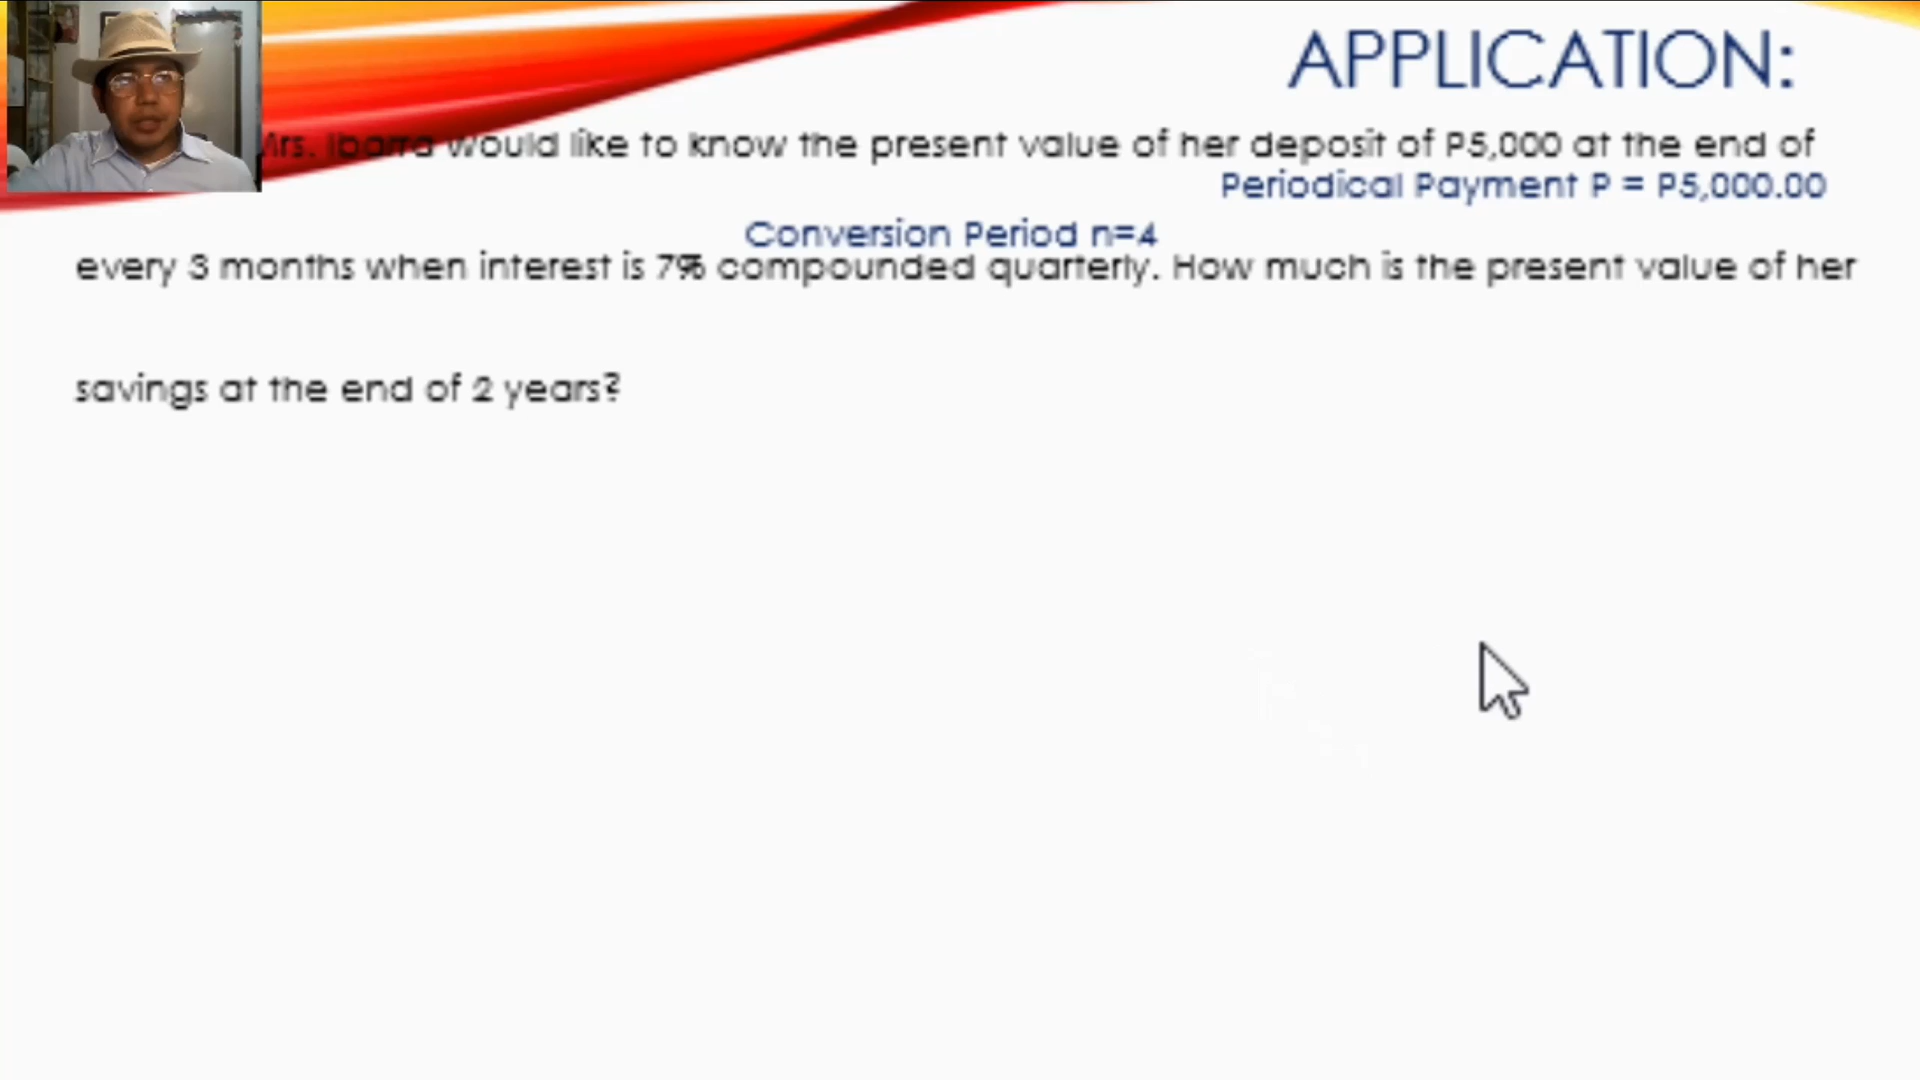 APPLICATION:
Mrs. Ibarra would like to know the present value of her deposit of P5,000 at the end of
Periodical Payment P = P5,000.00
Conversion Period n=4
every 3 months when interest is 7% compounded quarterly. How much is the present value of her
savings at the end of 2 years?